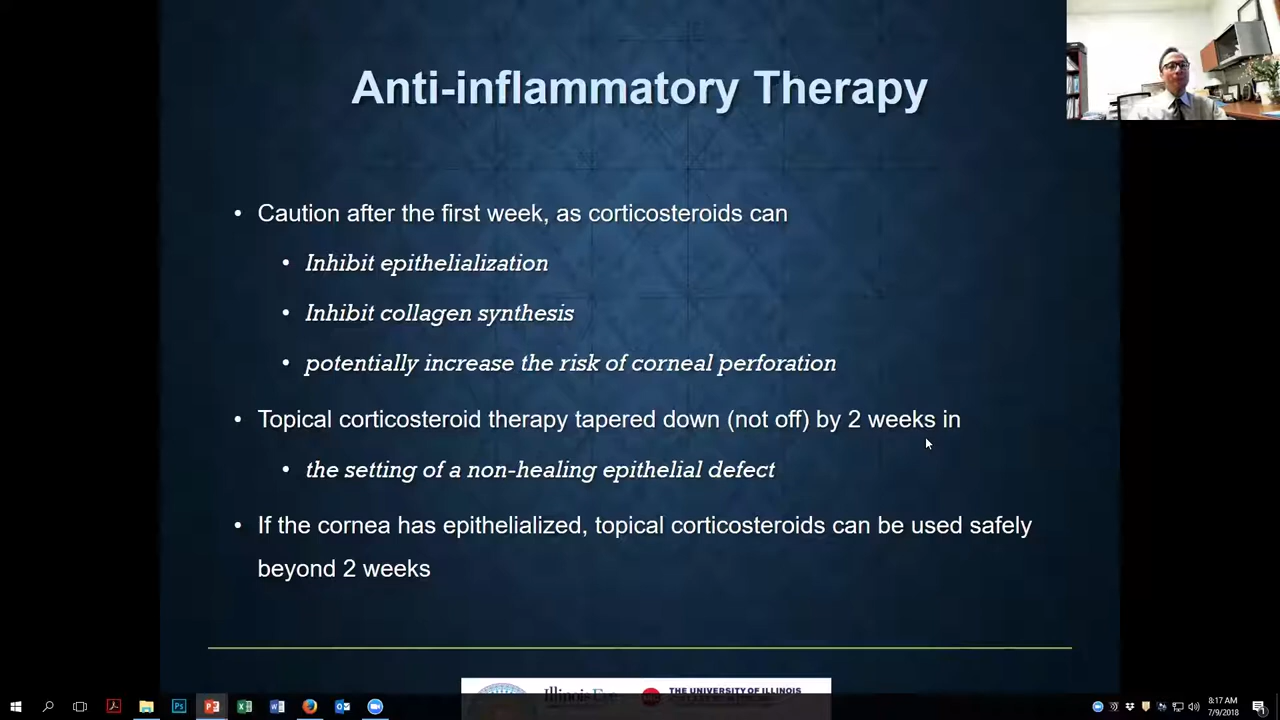 Anti-inflammatory Therapy
• Caution after the first week, as corticosteroids can
• Inhibit epithelialization
• Inhibit collagen synthesis
• potentially increase the risk of corneal perforation
• Topical corticosteroid therapy tapered down (not off) by 2 weeks in
• the setting of a non-healing epithelial defect
• If the cornea has epithelialized, topical corticosteroids can be used safely
beyond 2 weeks
THE UNIVERSITY OF ILLINOIS
8:17 AM
7/9/2018